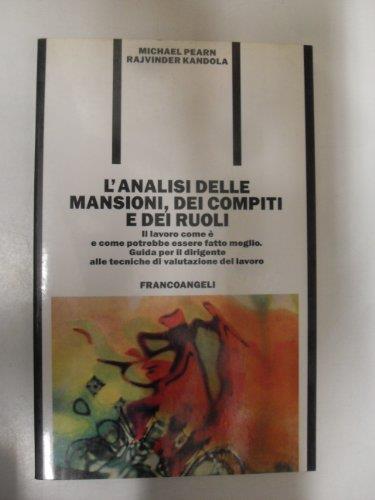 MICHAEL PEARN
RAJVINDER KANDOLA
L'ANALISI DELLE
MANSIONI, DEI COMPITI
E DEI RUOLI
Il lavoro come è
e come potrebbe essere fatto meglio.
Guida per il dirigente
alle tecniche di valutazione del lavoro
FRANCOANGELI